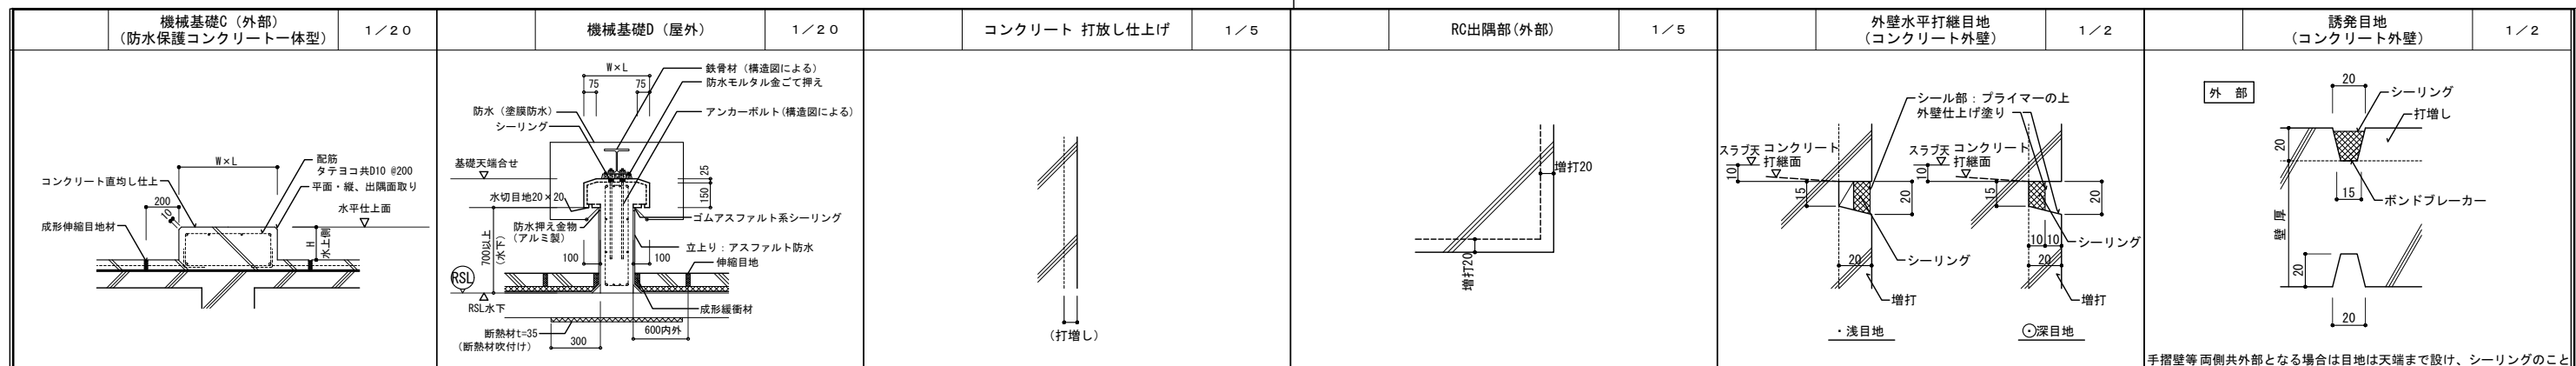 機械基礎C（外部）
（防水保護コンクリート一体型）
1／20
W×L
配筋
タテヨコ共D10 @200
平面・縦、出隅面取り
コンクリート直均し仕上
200
10
水平仕上面
成形伸縮目地材
H
水上側
機械基礎D（屋外）
1／20
W×L
75
75
鉄骨材（構造図による）
防水モルタル金ごて押え
防水（塗膜防水）
アンカーボルト(構造図による)
シーリング
基礎天端合せ
25
150
水切目地20×20
ゴムアスファルト系シーリング
防水押え金物
（アルミ製）
立上り：アスファルト防水
700以上
（水下）
100
100
伸縮目地
RSL
RSL水下
成形緩衝材
断熱材t=35
（断熱材吹付け）
600内外
300
コンクリート 打放し仕上げ
1／5
（打増し）
RC出隅部(外部)
1／5
増打20
増打20
外壁水平打継目地
（コンクリート外壁）
1／2
シール部：プライマーの上
外壁仕上げ塗り
スラブ天
コンクリート
打継面
10
15
20
20
シーリング
増打
・浅目地
スラブ天
コンクリート
打継面
10
15
20
10
10
20
シーリング
増打
⊙深目地
誘発目地
（コンクリート外壁）
1／2
外　部
20
シーリング
打増し
20
15
ボンドブレーカー
壁 厚
20
20
手摺壁等両側共外部となる場合は目地は天端まで設け、シーリングのこと